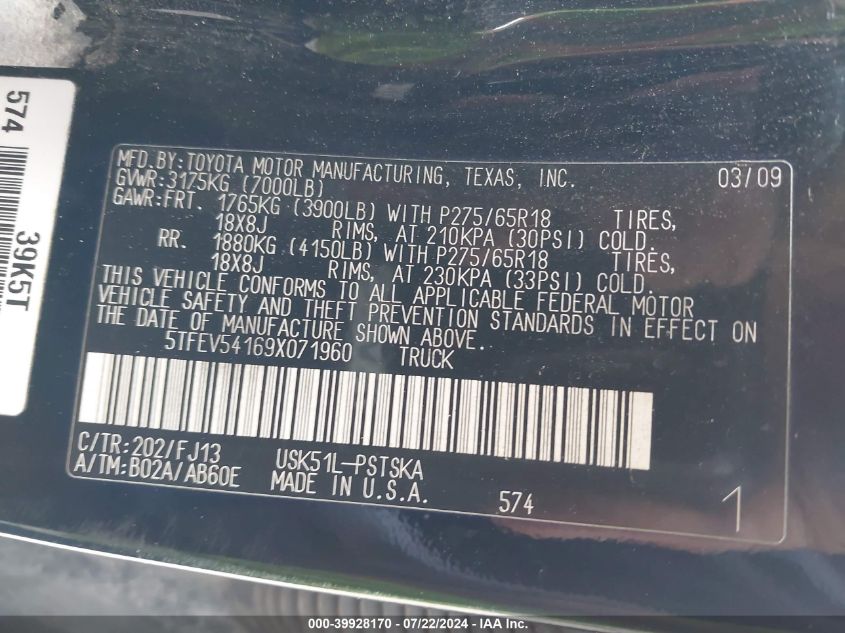 574
39K5T
MFD. BY: TOYOTA MOTOR MANUFACTURING, TEXAS, INC. 03/09
GVWR: 3175KG (7000LB)
GAWR: FRT. 1765KG (3900LB) WITH P275/65R18 TIRES,
18X8J RIMS, AT 210KPA (30PSI) COLD.
RR. 1880KG (4150LB) WITH P275/65R18 TIRES,
18X8J RIMS, AT 230KPA (33PSI) COLD.
THIS VEHICLE CONFORMS TO ALL APPLICABLE FEDERAL MOTOR
VEHICLE SAFETY AND THEFT PREVENTION STANDARDS IN EFFECT ON
THE DATE OF MANUFACTURE SHOWN ABOVE.
5TFEV54169X071960 TRUCK
C/TR: 202/FJ13 USK51L-PSTSKA
A/TM: B02A/AB60E MADE IN U.S.A. 574 1
000-39928170 - 07/22/2024 - IAA Inc.